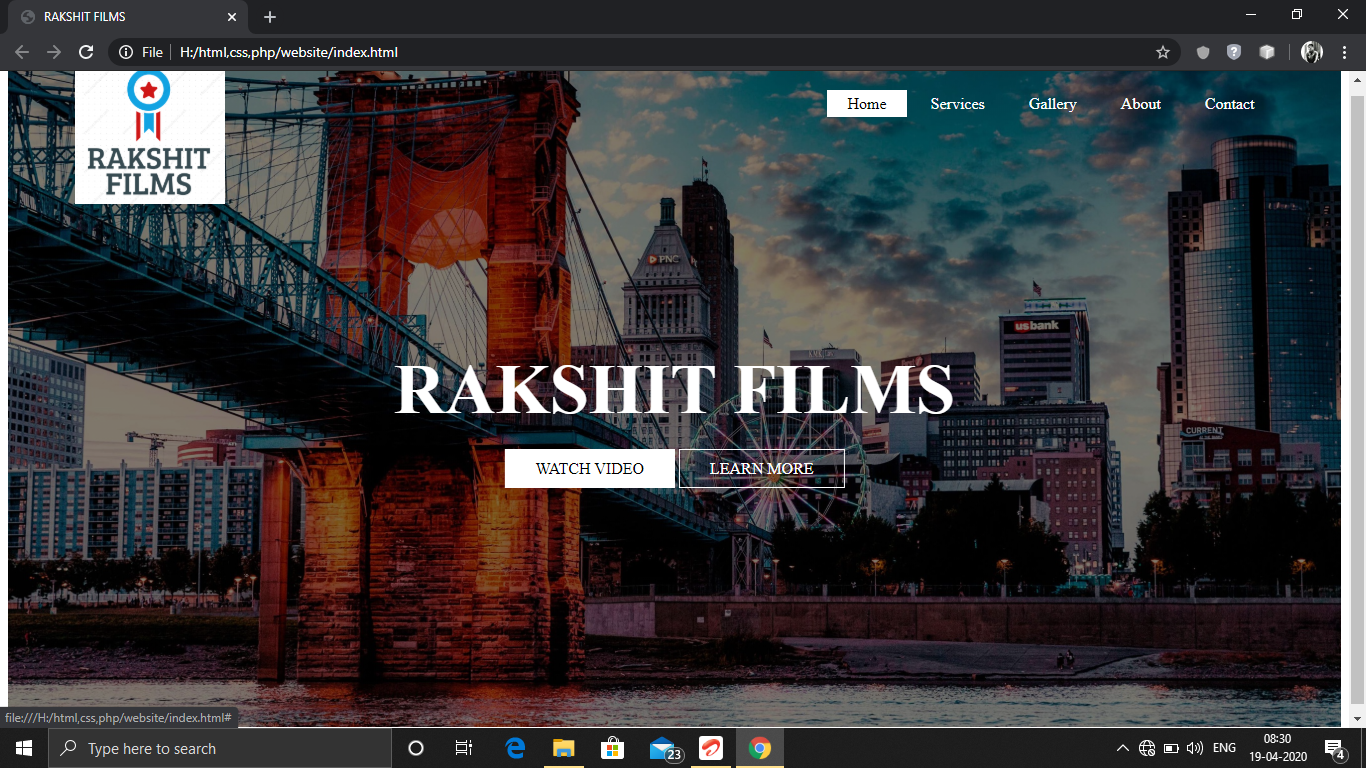 RAKSHIT FILMS
File
H:/html,css,php/website/index.html
RAKSHIT
FILMS
Home Services Gallery About Contact
PNC
usbank
RAKSHIT FILMS
CURRENT
WATCH VIDEO LEARN MORE
file:///H:/html,css,php/website/index.html#
Type here to search
23
ENG
08:30
19-04-2020
4